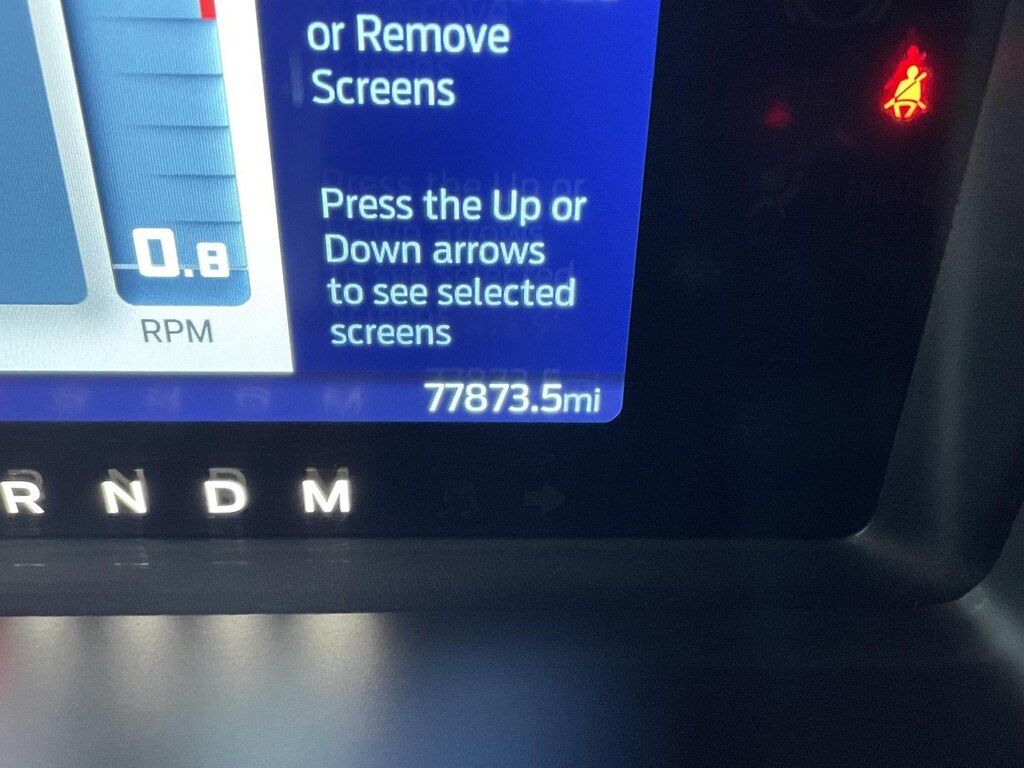 or Remove
Screens
Press the Up or
Down arrows
to see selected
screens
0.8
RPM
77873.5mi
R N D M